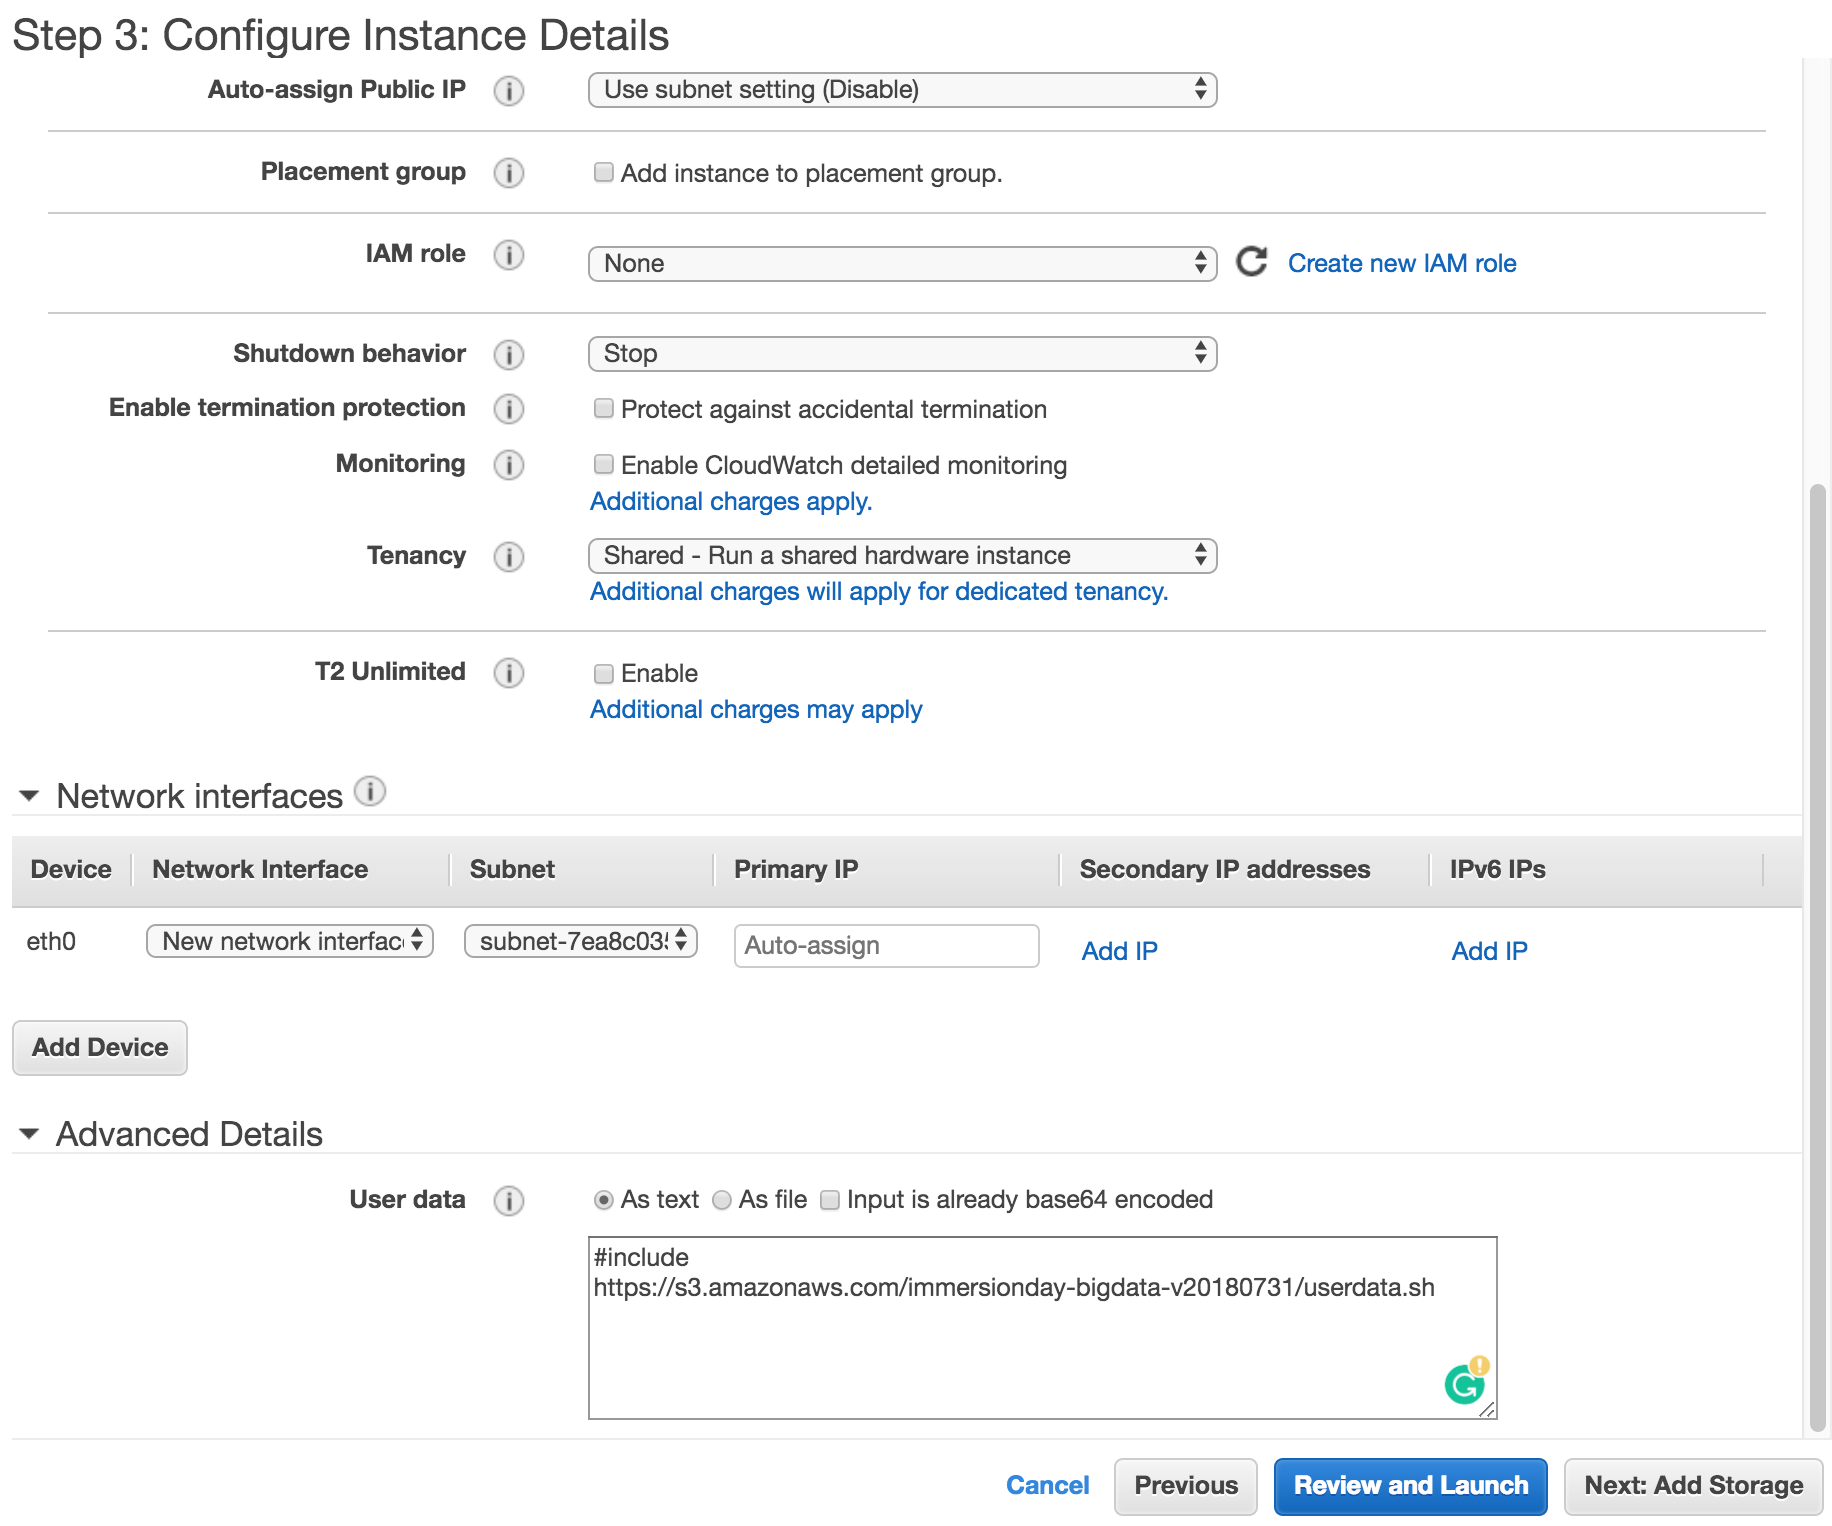 Step 3: Configure Instance Details
Auto-assign Public IP
Use subnet setting (Disable)
Placement group
Add instance to placement group.
IAM role
None
Create new IAM role
Shutdown behavior
Stop
Enable termination protection
Protect against accidental termination
Monitoring
Enable CloudWatch detailed monitoring
Additional charges apply.
Tenancy
Shared - Run a shared hardware instance
Additional charges will apply for dedicated tenancy.
T2 Unlimited
Enable
Additional charges may apply
Network interfaces
Device Network Interface Subnet Primary IP Secondary IP addresses IPv6 IPs
eth0 New network interfac subnet-7ea8c03 Auto-assign Add IP Add IP
Add Device
Advanced Details
User data
As text As file Input is already base64 encoded
#include
https://s3.amazonaws.com/immersionday-bigdata-v20180731/userdata.sh
Cancel Previous Review and Launch Next: Add Storage